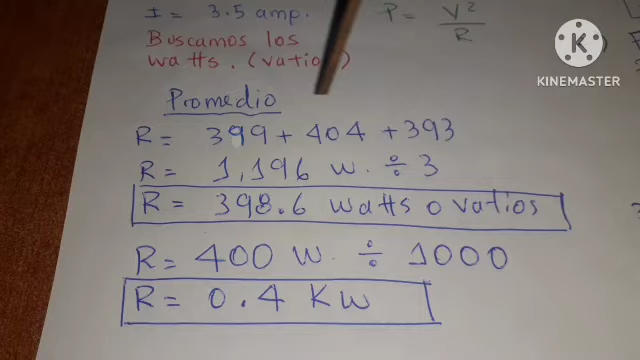 I = 3.5 amp.
P = V² / R
Buscamos los
watts. (vatios)
Promedio
R = 399 + 404 + 393
R = 1,196 w. ÷ 3
R = 398.6 watts o vatios
R = 400 w. ÷ 1000
R = 0.4 Kw
KINEMASTER